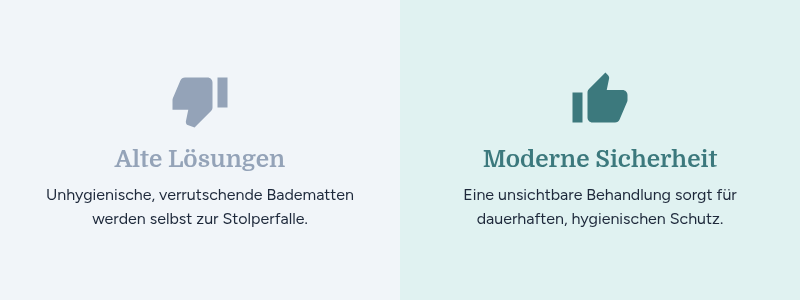 Alte Lösungen
Unhygienische, verrutschende Badematten
werden selbst zur Stolperfalle.
Moderne Sicherheit
Eine unsichtbare Behandlung sorgt für
dauerhaften, hygienischen Schutz.